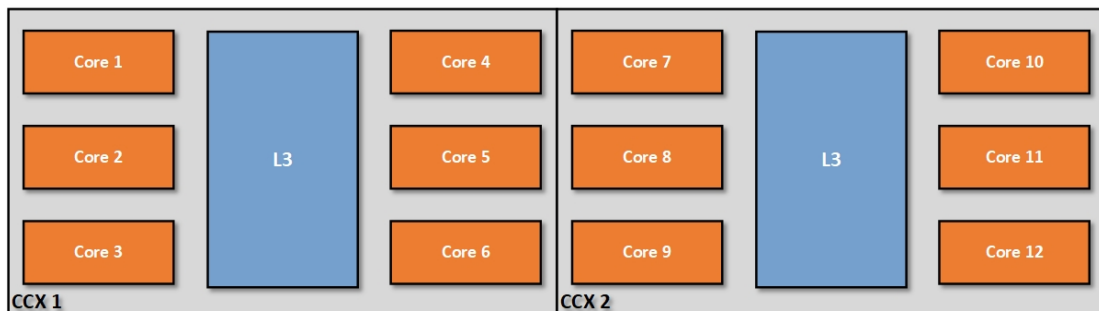 Core 1
Core 4
Core 7
Core 10
Core 2
L3
Core 5
Core 8
L3
Core 11
Core 3
Core 6
Core 9
Core 12
CCX 1
CCX 2